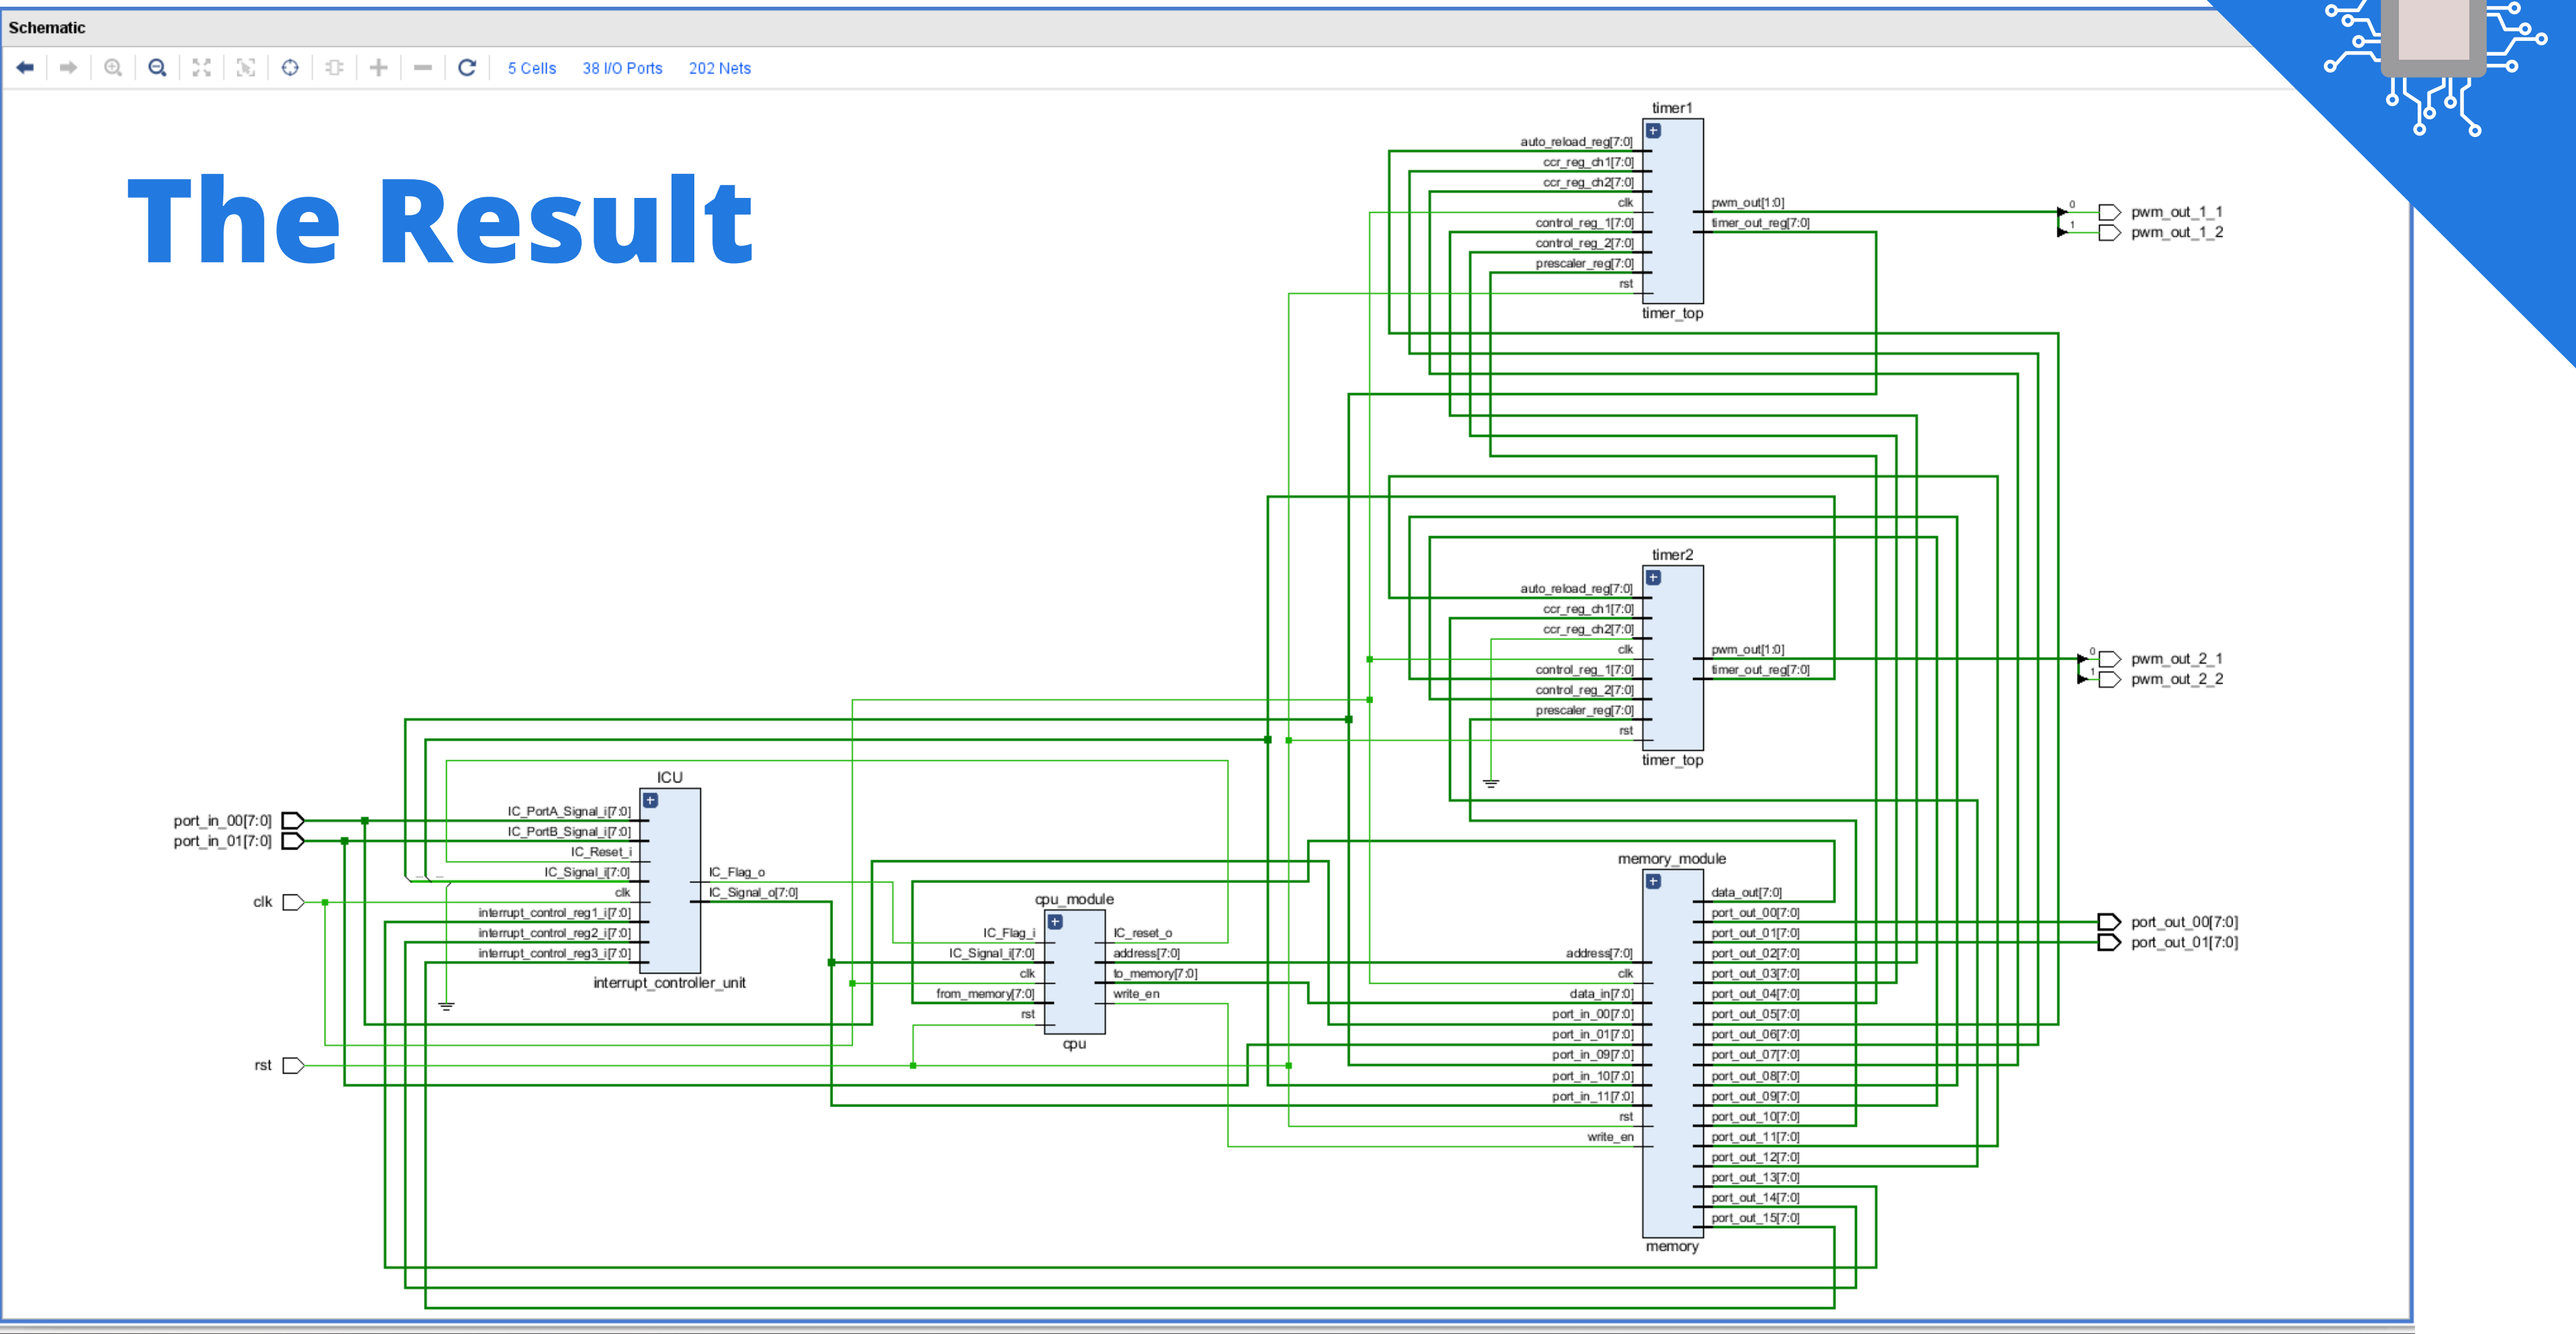 Schematic
5 Cells 38 I/O Ports 202 Nets
The Result
timer1
auto_reload_reg[7:0]
ccr_reg_ch1[7:0]
ccr_reg_ch2[7:0]
clk
control_reg_1[7:0]
control_reg_2[7:0]
prescaler_reg[7:0]
rst
pwm_out[1:0]
timer_out_reg[7:0]
timer_top
0
1
pwm_out_1_1
pwm_out_1_2
timer2
auto_reload_reg[7:0]
ccr_reg_ch1[7:0]
ccr_reg_ch2[7:0]
clk
control_reg_1[7:0]
control_reg_2[7:0]
prescaler_reg[7:0]
rst
pwm_out[1:0]
timer_out_reg[7:0]
timer_top
0
1
pwm_out_2_1
pwm_out_2_2
port_in_00[7:0]
port_in_01[7:0]
clk
rst
ICU
IC_PortA_Signal_i[7:0]
IC_PortB_Signal_i[7:0]
IC_Reset_i
IC_Signal_i[7:0]
clk
interrupt_control_reg1_i[7:0]
interrupt_control_reg2_i[7:0]
interrupt_control_reg3_i[7:0]
IC_Flag_o
IC_Signal_o[7:0]
interrupt_controller_unit
cpu_module
IC_Flag_i
IC_Signal_i[7:0]
clk
from_memory[7:0]
rst
IC_reset_o
address[7:0]
to_memory[7:0]
write_en
cpu
memory_module
address[7:0]
clk
data_in[7:0]
port_in_00[7:0]
port_in_01[7:0]
port_in_09[7:0]
port_in_10[7:0]
port_in_11[7:0]
rst
write_en
data_out[7:0]
port_out_00[7:0]
port_out_01[7:0]
port_out_02[7:0]
port_out_03[7:0]
port_out_04[7:0]
port_out_05[7:0]
port_out_06[7:0]
port_out_07[7:0]
port_out_08[7:0]
port_out_09[7:0]
port_out_10[7:0]
port_out_11[7:0]
port_out_12[7:0]
port_out_13[7:0]
port_out_14[7:0]
port_out_15[7:0]
memory
port_out_00[7:0]
port_out_01[7:0]